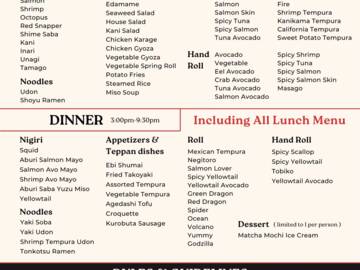 Salmon
Shrimp
Octopus
Red Snapper
Shime Saba
Kani
Inari
Unagi
Tamago
Noodles
Udon
Shoyu Ramen
Edamame
Seaweed Salad
House Salad
Kani Salad
Chicken Karage
Chicken Gyoza
Vegetable Gyoza
Vegetable Spring Roll
Potato Fries
Steamed Rice
Miso Soup
Salmon
Spicy Tuna
Spicy Salmon
Tuna Avocado
Fire
Shrimp Tempura
Kanikama Tempura
California Tempura
Sweet Potato Tempura
Hand Roll
Avocado
Vegetable
Eel Avocado
Crab Avocado
Tuna Avocado
Salmon Avocado
Spicy Shrimp
Spicy Tuna
Spicy Salmon
Spicy Salmon Skin
Masago
DINNER 3:00pm-9:30pm
Including All Lunch Menu
Nigiri
Squid
Aburi Salmon Mayo
Salmon Avo Mayo
Shrimp Avo Mayo
Aburi Saba Yuzu Miso
Yellowtail
Noodles
Yaki Soba
Yaki Udon
Shrimp Tempura Udon
Tonkotsu Ramen
Appetizers &
Teppan dishes
Ebi Shumai
Fried Takoyaki
Assorted Tempura
Vegetable Tempura
Agedashi Tofu
Croquette
Kurobuta Sausage
Roll
Mexican Tempura
Negitoro
Salmon Lover
Spicy Yellowtail
Yellowtail Avocado
Green Dragon
Red Dragon
Spider
Ocean
Volcano
Yummy
Godzilla
Hand Roll
Spicy Scallop
Spicy Yellowtail
Tobiko
Yellowtail Avocado
Dessert ( limited to 1 per person )
Matcha Mochi Ice Cream